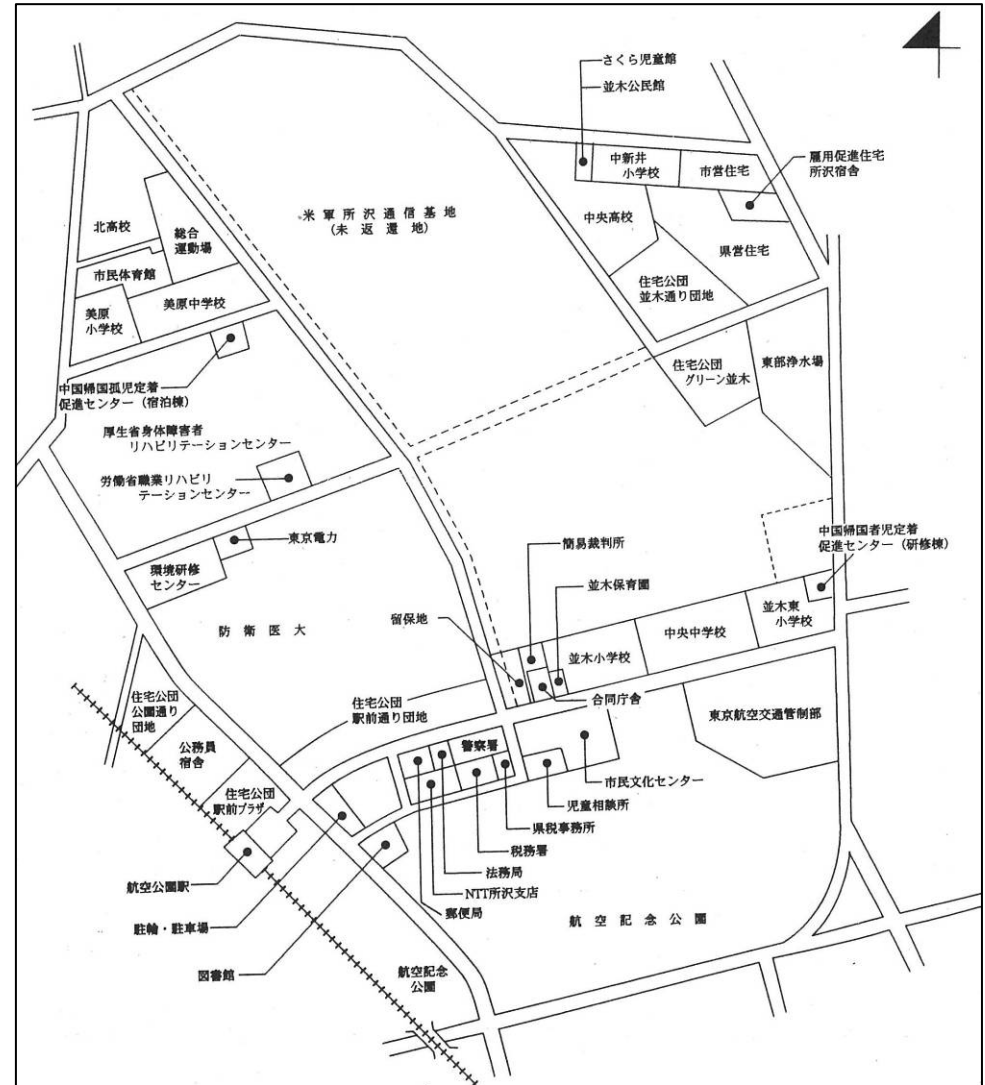 さくら児童館
並木公民館
中新井
小学校
市営住宅
雇用促進住宅
所沢宿舎
米軍所沢通信基地
（未返還地）
中央高校
県営住宅
住宅公団
並木通り団地
北高校
総合
運動場
市民体育館
美原
小学校
美原中学校
住宅公団
グリーン並木
東部浄水場
中国帰国孤児定着
促進センター（宿泊棟）
厚生省身体障害者
リハビリテーションセンター
労働省職業リハビリ
テーションセンター
東京電力
環境研修
センター
防衛医大
簡易裁判所
並木保育園
留保地
中国帰国者児定着
促進センター（研修棟）
並木小学校
中央中学校
並木東
小学校
合同庁舎
住宅公団
公園通り
団地
公務員
宿舎
住宅公団
駅前プラザ
住宅公団
駅前通り団地
警察署
東京航空交通管制部
市民文化センター
児童相談所
県税事務所
税務署
法務局
NTT所沢支店
郵便局
航空公園駅
駐輪・駐車場
図書館
航空記念
公園
航空記念公園